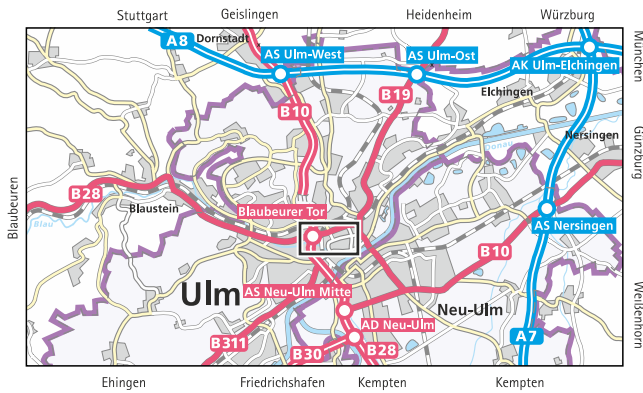 Stuttgart
Geislingen
Heidenheim
Würzburg
A8
Dornstadt
AS Ulm-West
AS Ulm-Ost
AK Ulm-Elchingen
München
B10
B19
Elchingen
Donau
Nersingen
Günzburg
Blaubeuren
B28
Blau
Blaustein
Blaubeurer Tor
AS Nersingen
B10
Ulm
AS Neu-Ulm Mitte
Neu-Ulm
AD Neu-Ulm
Weißenhorn
B311
B30
B28
A7
Ehingen
Friedrichshafen
Kempten
Kempten